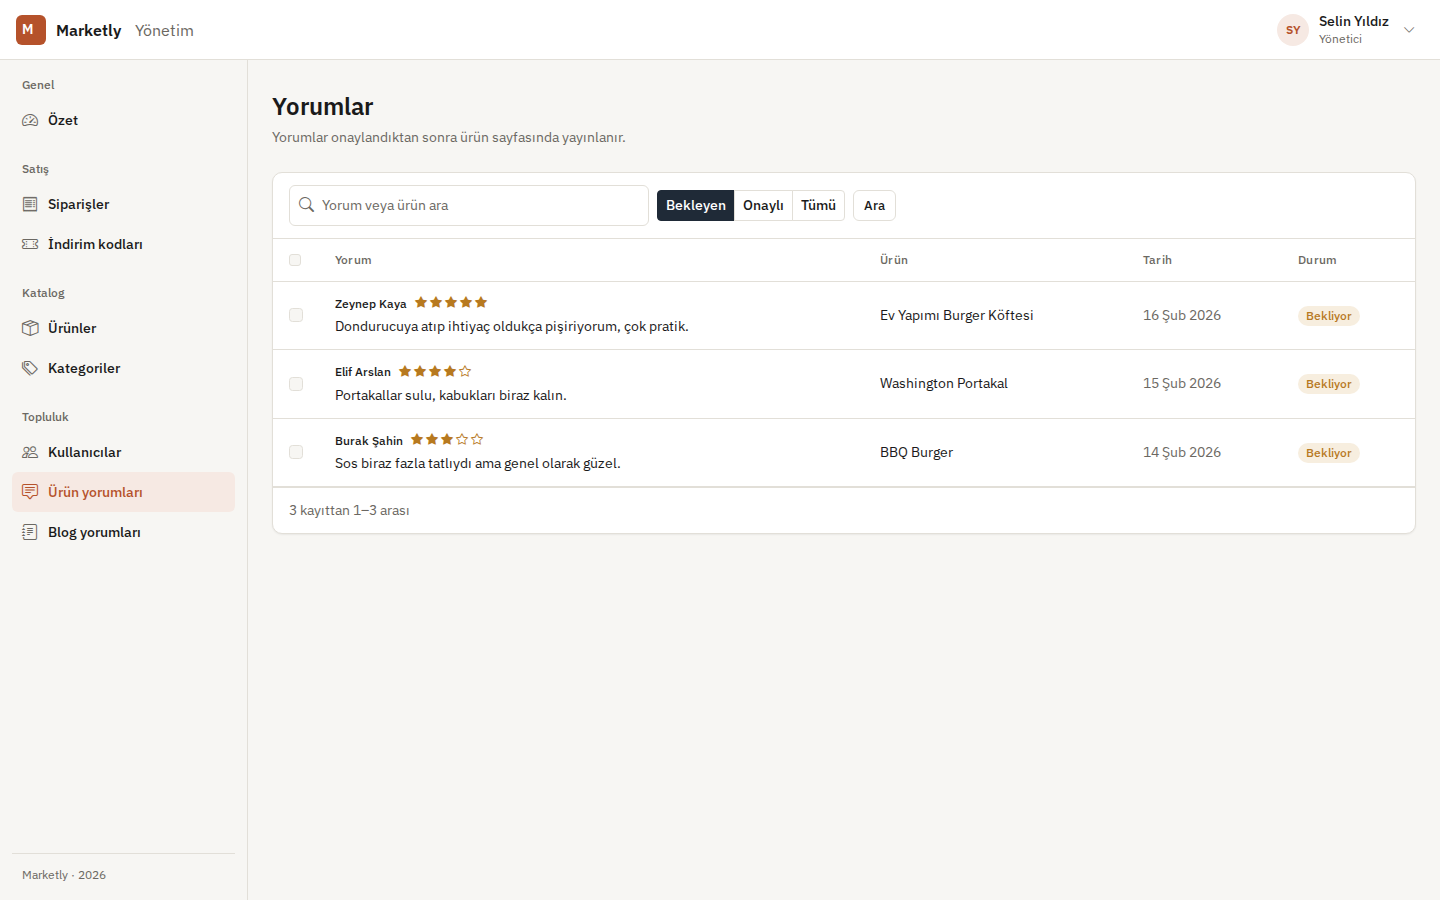 M Marketly Yönetim
SY Selin Yıldız
Yönetici
Genel
Özet
Satış
Siparişler
İndirim kodları
Katalog
Ürünler
Kategoriler
Topluluk
Kullanıcılar
Ürün yorumları
Blog yorumları
Marketly · 2026
Yorumlar
Yorumlar onaylandıktan sonra ürün sayfasında yayınlanır.
Yorum veya ürün ara Bekleyen Onaylı Tümü Ara
Yorum Ürün Tarih Durum
Zeynep Kaya
Dondurucuya atıp ihtiyaç oldukça pişiriyorum, çok pratik.
Ev Yapımı Burger Köftesi 16 Şub 2026 Bekliyor
Elif Arslan
Portakallar sulu, kabukları biraz kalın.
Washington Portakal 15 Şub 2026 Bekliyor
Burak Şahin
Sos biraz fazla tatlıydı ama genel olarak güzel.
BBQ Burger 14 Şub 2026 Bekliyor
3 kayıttan 1–3 arası